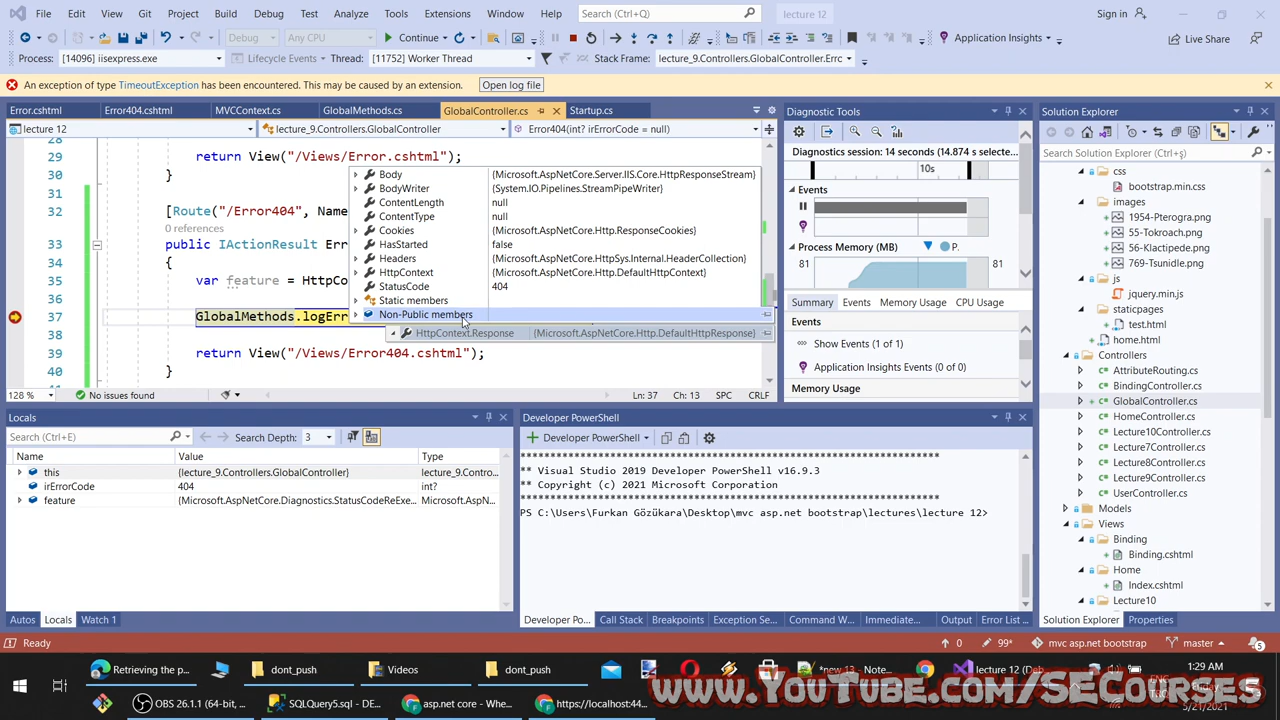 File Edit View Git Project Build Debug Test Analyze Tools Extensions Window Help Search (Ctrl+Q) lecture 12 Sign in
Debug Any CPU Continue Application Insights Live Share
Process: [14096] iisexpress.exe Lifecycle Events Thread: [11752] Worker Thread Stack Frame: lecture_9.Controllers.GlobalController.Errc
An exception of type TimeoutException has been encountered. This may be caused by an extension. Open log file
Error.cshtml Error404.cshtml MVCContext.cs GlobalMethods.cs GlobalController.cs Startup.cs
lecture 12 lecture_9.Controllers.GlobalController Error404(int? irErrorCode = null)
28
29 return View("/Views/Error.cshtml");
30 }
31
32 [Route("/Error404", Name
0 references
33 public IActionResult Err
34 {
35 var feature = HttpCo
36
37 GlobalMethods.logErr
38
39 return View("/Views/Error404.cshtml");
40 }
Body {Microsoft.AspNetCore.Server.IIS.Core.HttpResponseStream}
BodyWriter {System.IO.Pipelines.StreamPipeWriter}
ContentLength null
ContentType null
Cookies {Microsoft.AspNetCore.Http.ResponseCookies}
HasStarted false
Headers {Microsoft.AspNetCore.HttpSys.Internal.HeaderCollection}
HttpContext {Microsoft.AspNetCore.Http.DefaultHttpContext}
StatusCode 404
Static members
Non-Public members
HttpContext.Response {Microsoft.AspNetCore.Http.DefaultHttpResponse}
128 % No issues found Ln: 37 Ch: 13 SPC CRLF
Diagnostic Tools
Diagnostics session: 14 seconds (14.874 s selecte...
10s
Events
Process Memory (MB) P.
81 81
0 0
Summary Events Memory Usage CPU Usage
Events
Show Events (1 of 1)
Application Insights Events (0 of 0)
Memory Usage
Solution Explorer
Search Solution Explorer (Ctrl+ş)
css
bootstrap.min.css
images
1954-Pterogra.png
55-Tokroach.png
56-Klactipede.png
769-Tsunidle.png
js
jquery.min.js
staticpages
test.html
home.html
Controllers
AttributeRouting.cs
BindingController.cs
GlobalController.cs
HomeController.cs
Lecture10Controller.cs
Lecture7Controller.cs
Lecture8Controller.cs
Lecture9Controller.cs
UserController.cs
Models
Views
Binding
Binding.cshtml
Home
Index.cshtml
Lecture10
Solution Explorer Properties
Locals
Search (Ctrl+E) Search Depth: 3
Name Value Type
this {lecture_9.Controllers.GlobalController} lecture_9.Contro...
irErrorCode 404 int?
feature {Microsoft.AspNetCore.Diagnostics.StatusCodeReExe... Microsoft.AspN...
Autos Locals Watch 1
Developer PowerShell
Developer PowerShell
**********************************************************************
** Visual Studio 2019 Developer PowerShell v16.9.3
** Copyright (c) 2021 Microsoft Corporation
**********************************************************************
PS C:\Users\Furkan Gözükara\Desktop\mvc asp.net bootstrap\lectures\lecture 12>
Developer Po... Call Stack Breakpoints Exception Se... Command W... Immediate... Output Error List ...
Ready 0 99* mvc asp.net bootstrap master 5
Retrieving the p... dont_push Videos dont_push *new 13 - Note... lecture 12 (Deb... 1:29 AM
OBS 26.1.1 (64-bit, ... SQLQuery5.sql - D... asp.net core - Whe... https://localhost:44... 5/21/2021
www.YouTube.com/SECourses